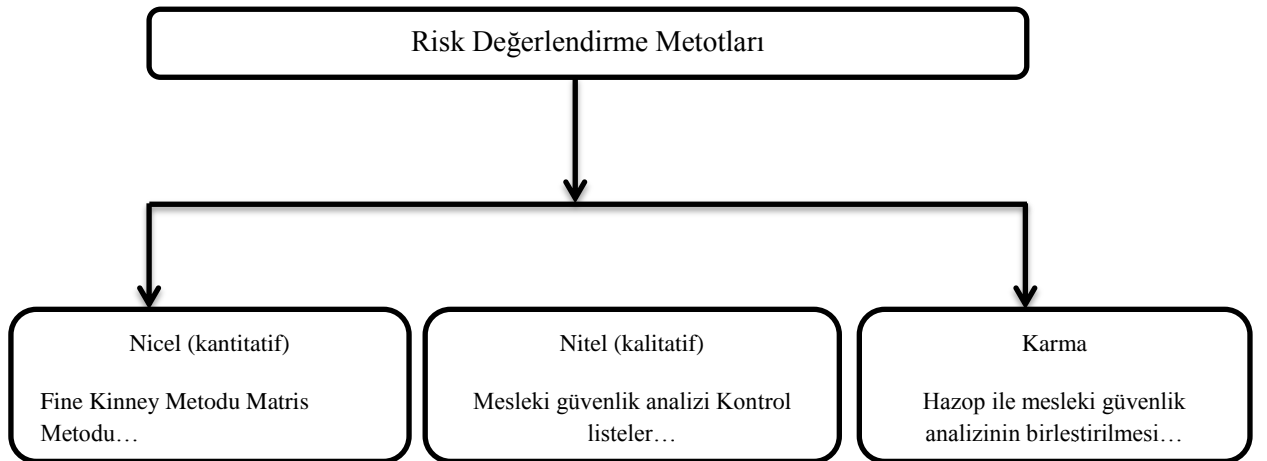 Risk Değerlendirme Metotları
Nicel (kantitatif)
Fine Kinney Metodu Matris
Metodu…
Nitel (kalitatif)
Mesleki güvenlik analizi Kontrol
listeler…
Karma
Hazop ile mesleki güvenlik
analizinin birlestirilmesi…